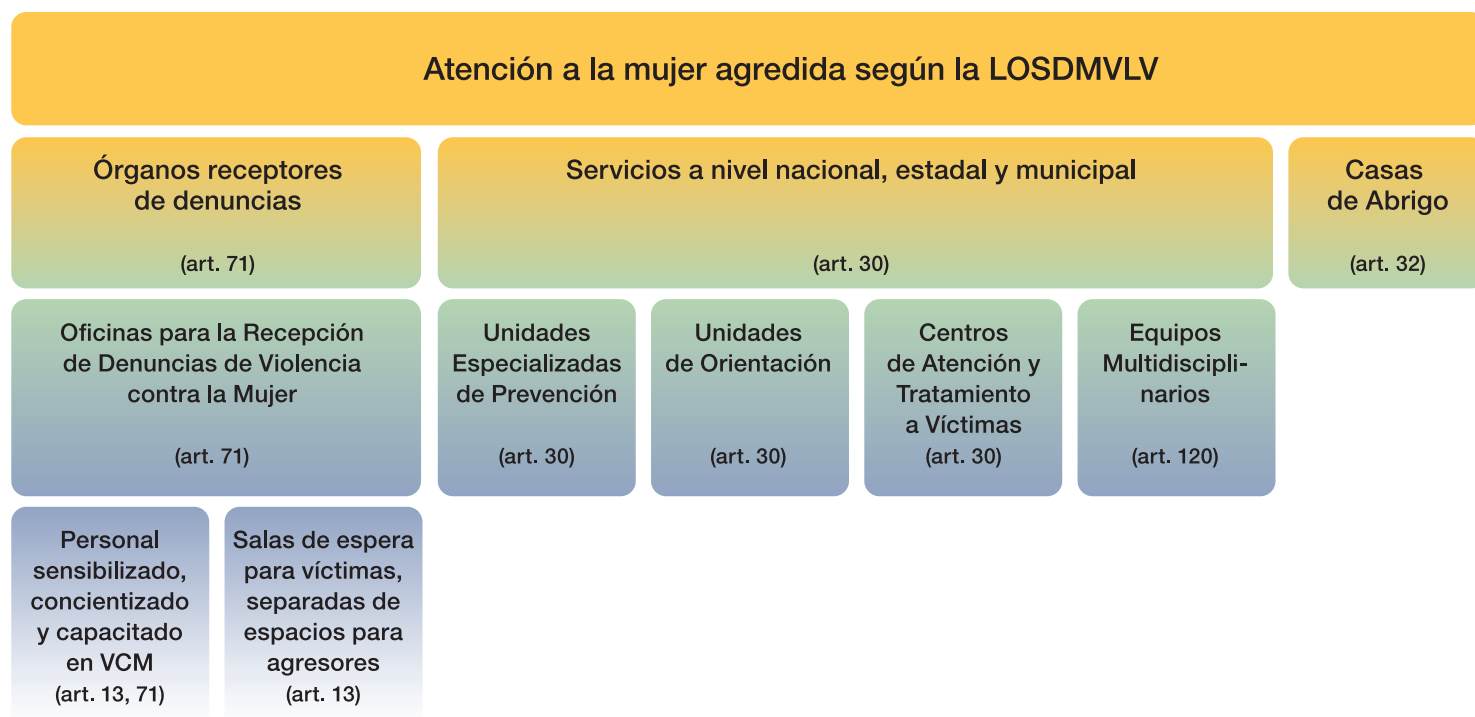 Atención a la mujer agredida según la LOSDMVLV
Órganos receptores
de denuncias
(art. 71)
Servicios a nivel nacional, estadal y municipal
(art. 30)
Casas
de Abrigo
(art. 32)
Oficinas para la Recepción
de Denuncias de Violencia
contra la Mujer
(art. 71)
Unidades
Especializadas
de Prevención
(art. 30)
Unidades
de Orientación
(art. 30)
Centros
de Atención y
Tratamiento
a Víctimas
(art. 30)
Equipos
Multidiscipli-
narios
(art. 120)
Personal
sensibilizado,
concientizado
y capacitado
en VCM
(art. 13, 71)
Salas de espera
para víctimas,
separadas de
espacios para
agresores
(art. 13)